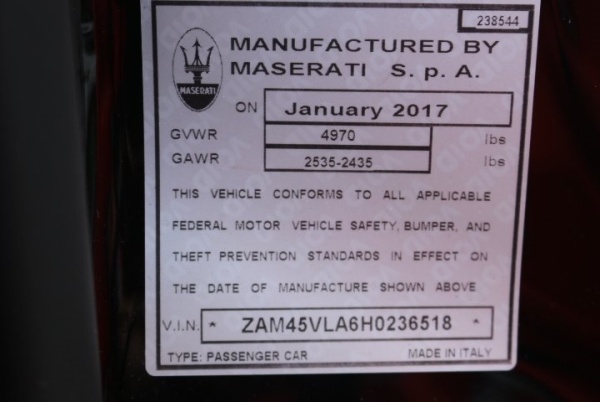 238544
MANUFACTURED BY
MASERATI S. p. A.
MASERATI
ON January 2017
GVWR 4970 lbs
GAWR 2535-2435 lbs
THIS VEHICLE CONFORMS TO ALL APPLICABLE
FEDERAL MOTOR VEHICLE SAFETY, BUMPER, AND
THEFT PREVENTION STANDARDS IN EFFECT ON
THE DATE OF MANUFACTURE SHOWN ABOVE
V.I.N. * ZAM45VLA6H0236518 *
TYPE: PASSENGER CAR MADE IN ITALY